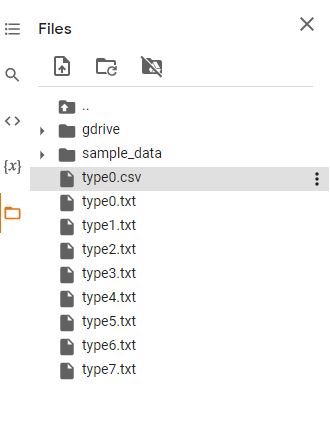 Files
..
gdrive
sample_data
type0.csv
type0.txt
type1.txt
type2.txt
type3.txt
type4.txt
type5.txt
type6.txt
{x}
type7.txt